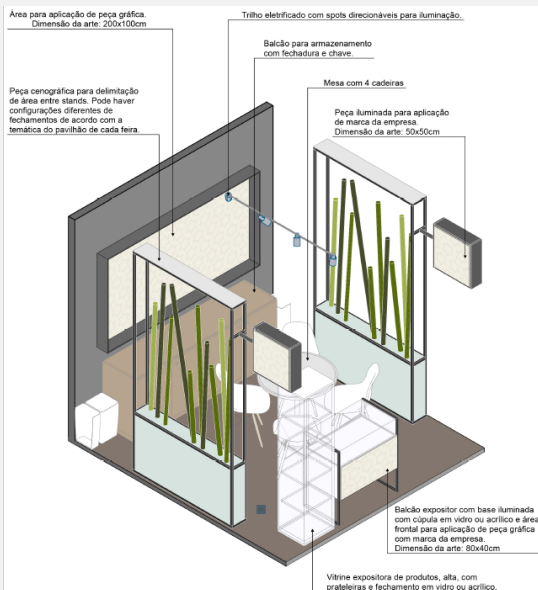 Área para aplicação de peça gráfica.
Dimensão da arte: 200x100cm
Trilho eletrificado com spots direcionáveis para iluminação.
Balcão para armazenamento
com fechadura e chave.
Mesa com 4 cadeiras
Peça cenográfica para delimitação
de área entre stands. Pode haver
configurações diferentes de
fechamentos de acordo com a
temática do pavilhão de cada feira.
Peça iluminada para aplicação
de marca da empresa.
Dimensão da arte: 50x50cm
Balcão expositor com base iluminada
com cúpula em vidro ou acrílico e área
frontal para aplicação de peça gráfica
com marca da empresa.
Dimensão da arte: 80x40cm
Vitrine expositora de produtos, alta, com
prateleiras e fechamento em vidro ou acrílico.